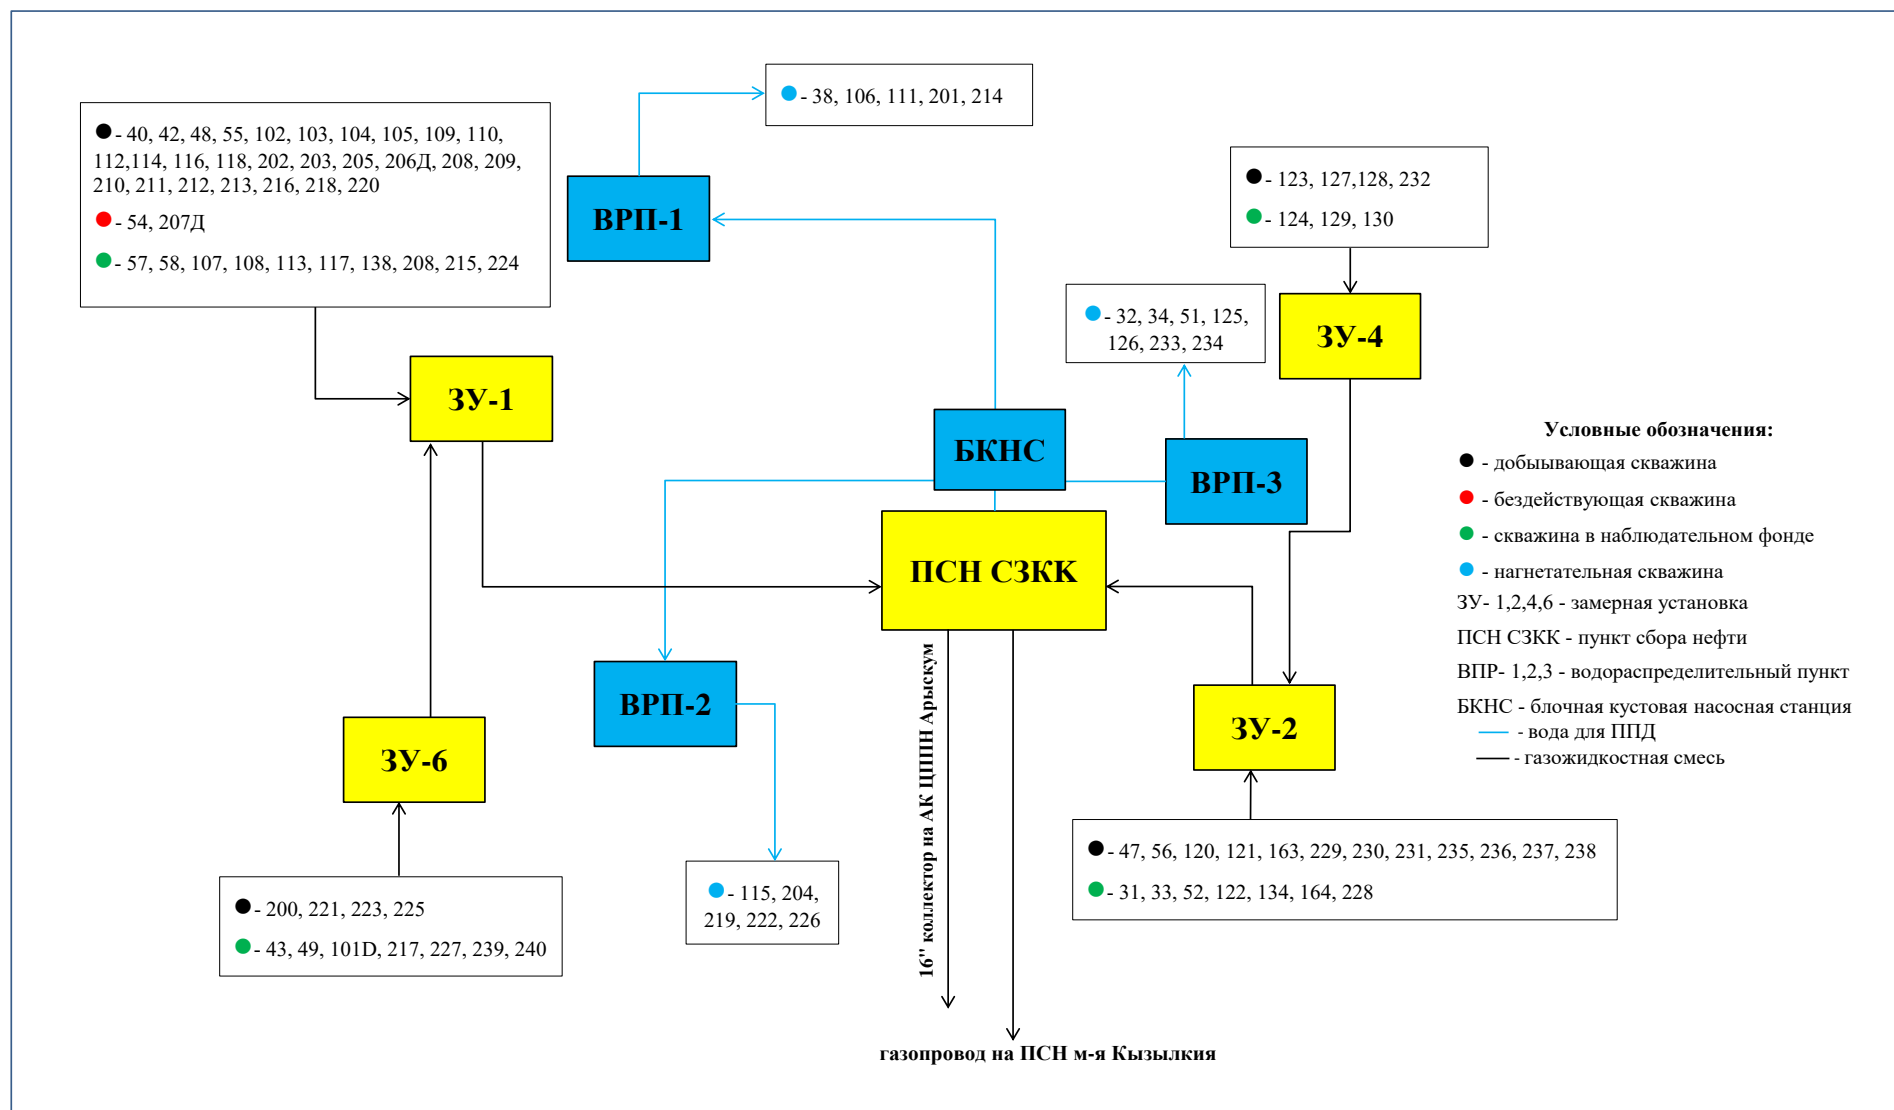 - 38, 106, 111, 201, 214
- 40, 42, 48, 55, 102, 103, 104, 105, 109, 110,
112,114, 116, 118, 202, 203, 205, 206Д, 208, 209,
210, 211, 212, 213, 216, 218, 220
- 54, 207Д
- 57, 58, 107, 108, 113, 117, 138, 208, 215, 224
ВРП-1
- 123, 127,128, 232
- 124, 129, 130
- 32, 34, 51, 125,
126, 233, 234
ЗУ-4
ЗУ-1
БКНС
ВРП-3
ПСН СЗКК
Условные обозначения:
- добыывающая скважина
- бездействующая скважина
- скважина в наблюдательном фонде
- нагнетательная скважина
ЗУ- 1,2,4,6 - замерная установка
ПСН СЗКК - пункт сбора нефти
ВПР- 1,2,3 - водораспределительный пункт
БКНС - блочная кустовая насосная станция
- вода для ППД
- газожидкостная смесь
ВРП-2
ЗУ-2
ЗУ-6
16" коллектор на АК ЦППН Арыскум
- 47, 56, 120, 121, 163, 229, 230, 231, 235, 236, 237, 238
- 31, 33, 52, 122, 134, 164, 228
- 115, 204,
219, 222, 226
- 200, 221, 223, 225
- 43, 49, 101D, 217, 227, 239, 240
газопровод на ПСН м-я Кызылкия